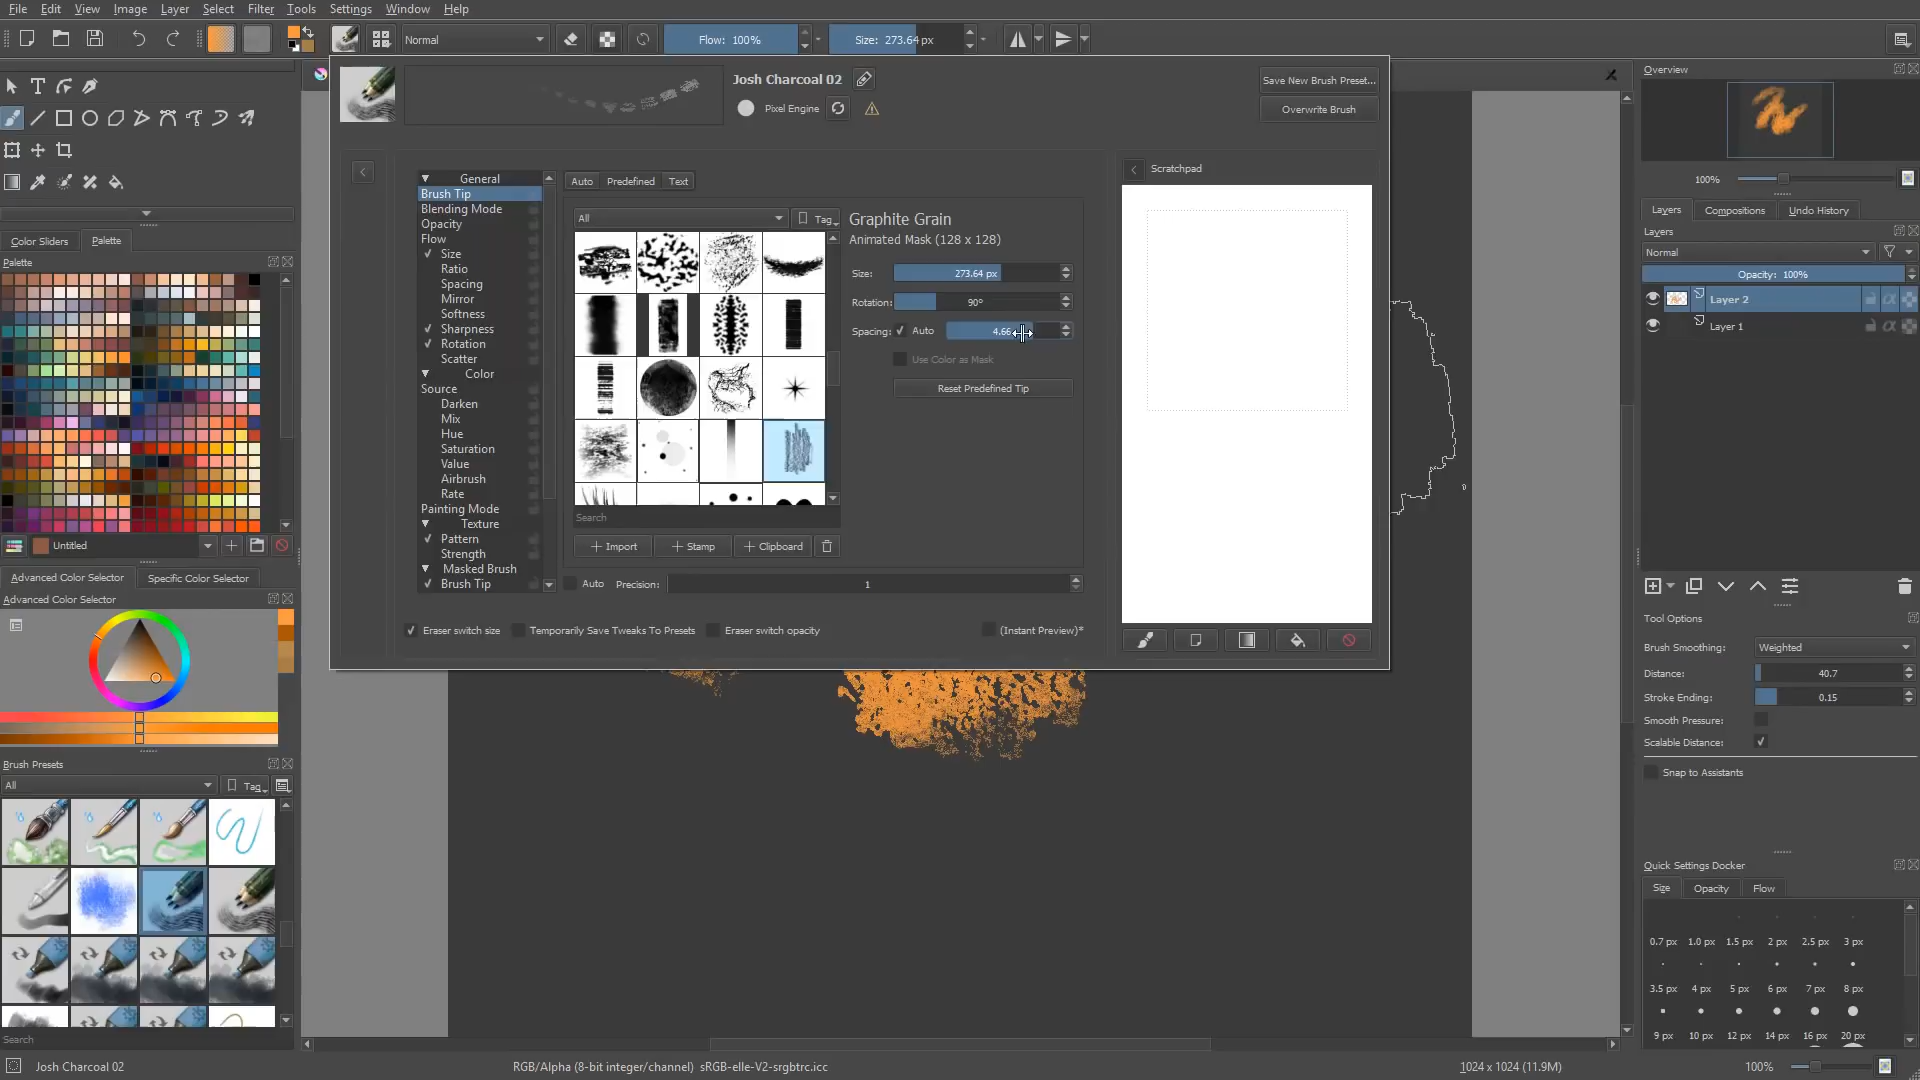 File Edit View Image Layer Select Filter Tools Settings Window Help
Normal
Flow: 100%
Size: 273.64 px
Josh Charcoal 02
Pixel Engine
Save New Brush Preset...
Overwrite Brush
General
Brush Tip
Blending Mode
Opacity
Flow
Size
Ratio
Spacing
Mirror
Softness
Sharpness
Rotation
Scatter
Color
Source
Darken
Mix
Hue
Saturation
Value
Airbrush
Rate
Painting Mode
Texture
Pattern
Strength
Masked Brush
Brush Tip
Auto Predefined Text
All
Tag
Search
Import
Stamp
Clipboard
Graphite Grain
Animated Mask (128 x 128)
Size: 273.64 px
Rotation: 90°
Spacing: Auto 4.66
Use Color as Mask
Reset Predefined Tip
Auto Precision: 1
Eraser switch size
Temporarily Save Tweaks To Presets
Eraser switch opacity
(Instant Preview)*
Scratchpad
Color Sliders Palette
Palette
Untitled
Advanced Color Selector Specific Color Selector
Advanced Color Selector
Brush Presets
All
Tag
Search
Overview
100%
Layers Compositions Undo History
Layers
Normal
Opacity: 100%
Layer 2
Layer 1
Tool Options
Brush Smoothing: Weighted
Distance: 40.7
Stroke Ending: 0.15
Smooth Pressure:
Scalable Distance:
Snap to Assistants
Quick Settings Docker
Size Opacity Flow
0.7 px 1.0 px 1.5 px 2 px 2.5 px 3 px
3.5 px 4 px 5 px 6 px 7 px 8 px
9 px 10 px 12 px 14 px 16 px 20 px
Josh Charcoal 02
RGB/Alpha (8-bit integer/channel) sRGB-elle-V2-srgbtrc.icc
1024 x 1024 (11.9M)
100%